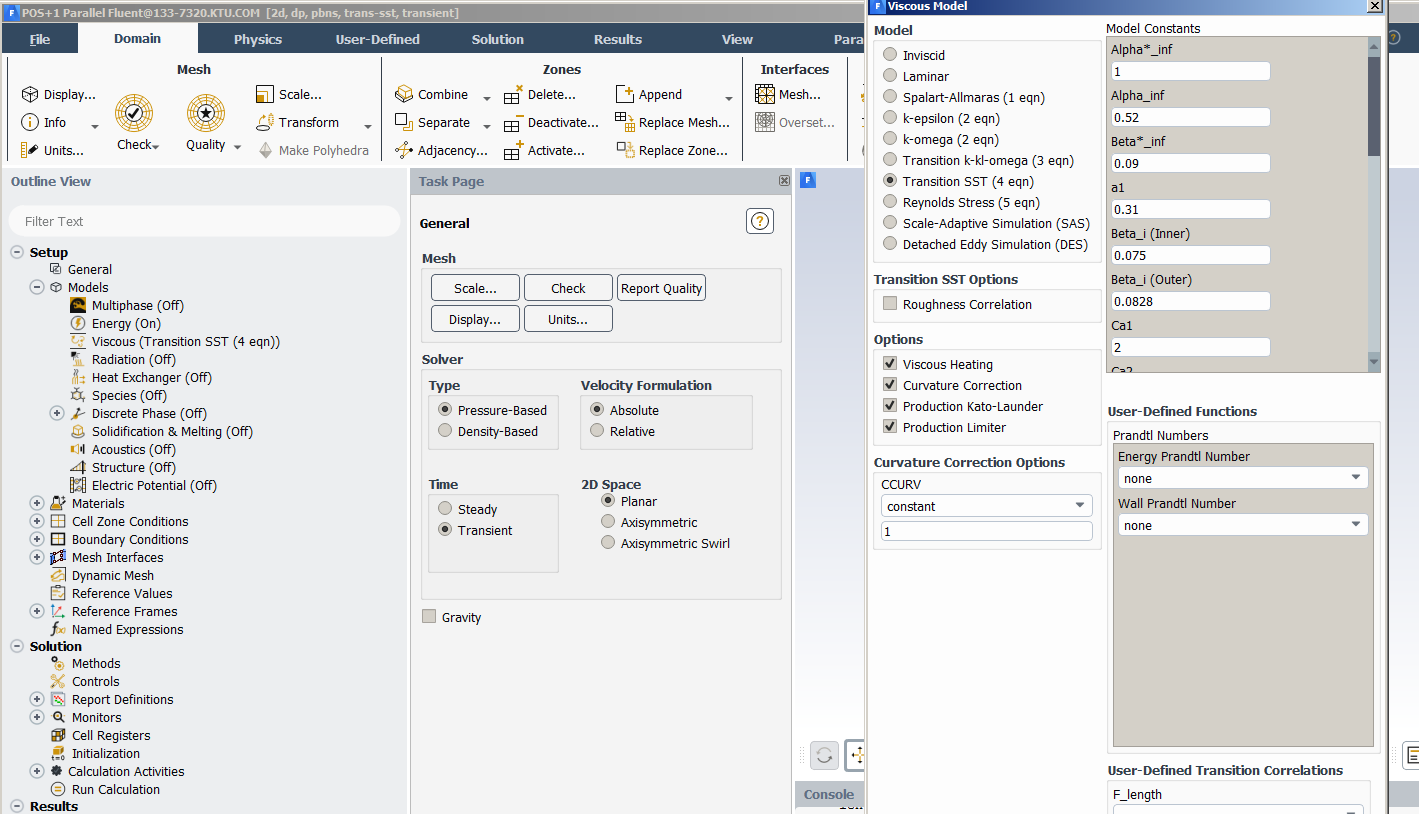 POS+1 Parallel Fluent@133-7320.KTU.COM [2d, dp, pbns, trans-sst, transient]
File
Domain
Physics
User-Defined
Solution
Results
View
Para
Mesh
Display...
Info
Units...
Check
Quality
Scale...
Transform
Make Polyhedra
Zones
Combine
Separate
Adjacency...
Delete...
Deactivate...
Activate...
Append
Replace Mesh...
Replace Zone...
Interfaces
Mesh...
Overset...
Outline View
Filter Text
Setup
General
Models
Multiphase (Off)
Energy (On)
Viscous (Transition SST (4 eqn))
Radiation (Off)
Heat Exchanger (Off)
Species (Off)
Discrete Phase (Off)
Solidification & Melting (Off)
Acoustics (Off)
Structure (Off)
Electric Potential (Off)
Materials
Cell Zone Conditions
Boundary Conditions
Mesh Interfaces
Dynamic Mesh
Reference Values
Reference Frames
Named Expressions
Solution
Methods
Controls
Report Definitions
Monitors
Cell Registers
Initialization
Calculation Activities
Run Calculation
Results
Task Page
General
?
Mesh
Scale...
Check
Report Quality
Display...
Units...
Solver
Type
Pressure-Based
Density-Based
Velocity Formulation
Absolute
Relative
Time
Steady
Transient
2D Space
Planar
Axisymmetric
Axisymmetric Swirl
Gravity
Console
Viscous Model
Model
Inviscid
Laminar
Spalart-Allmaras (1 eqn)
k-epsilon (2 eqn)
k-omega (2 eqn)
Transition k-kl-omega (3 eqn)
Transition SST (4 eqn)
Reynolds Stress (5 eqn)
Scale-Adaptive Simulation (SAS)
Detached Eddy Simulation (DES)
Transition SST Options
Roughness Correlation
Options
Viscous Heating
Curvature Correction
Production Kato-Launder
Production Limiter
Curvature Correction Options
CCURV
constant
1
Model Constants
Alpha*_inf
1
Alpha_inf
0.52
Beta*_inf
0.09
a1
0.31
Beta_i (Inner)
0.075
Beta_i (Outer)
0.0828
Ca1
2
Ca2
User-Defined Functions
Prandtl Numbers
Energy Prandtl Number
none
Wall Prandtl Number
none
User-Defined Transition Correlations
F_length